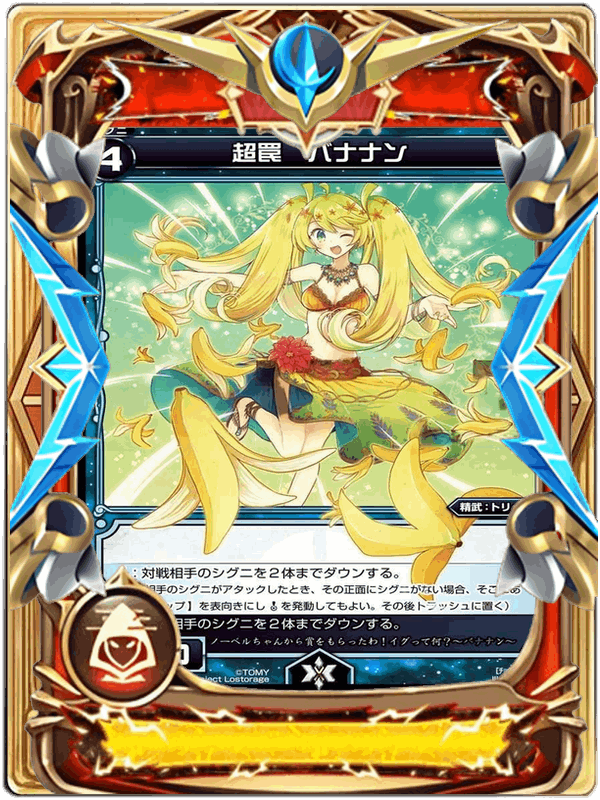 4
超罠 バナナン
精武：トリ
：対戦相手のシグニを２体までダウンする。
相手のシグニがアタックしたとき、その正面にシグニがない場合、そこ
ップ】を表向きにし を発動してもよい。その後トラッシュに置く）
相手のシグニを２体までダウンする。
ノーベルちゃんから賞をもらったわ！イグって何？～バナナン～
0
©TOMY
oject Lostorage